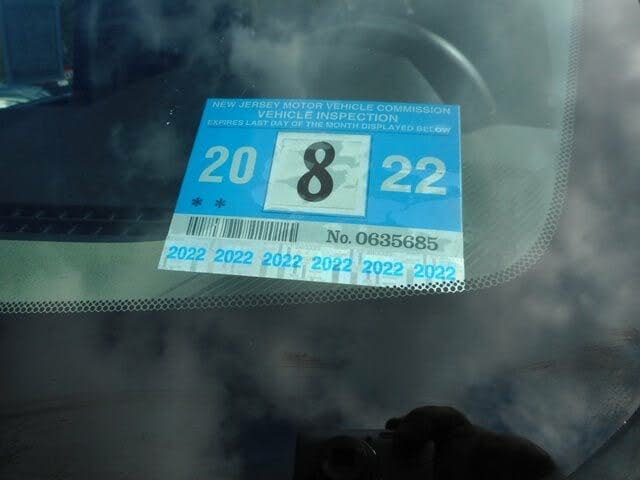 NEW JERSEY MOTOR VEHICLE COMMISSION
VEHICLE INSPECTION
EXPIRES LAST DAY OF THE MONTH DISPLAYED BELOW
20 8 22
* *
No. 0635685
2022 2022 2022 2022 2022 2022